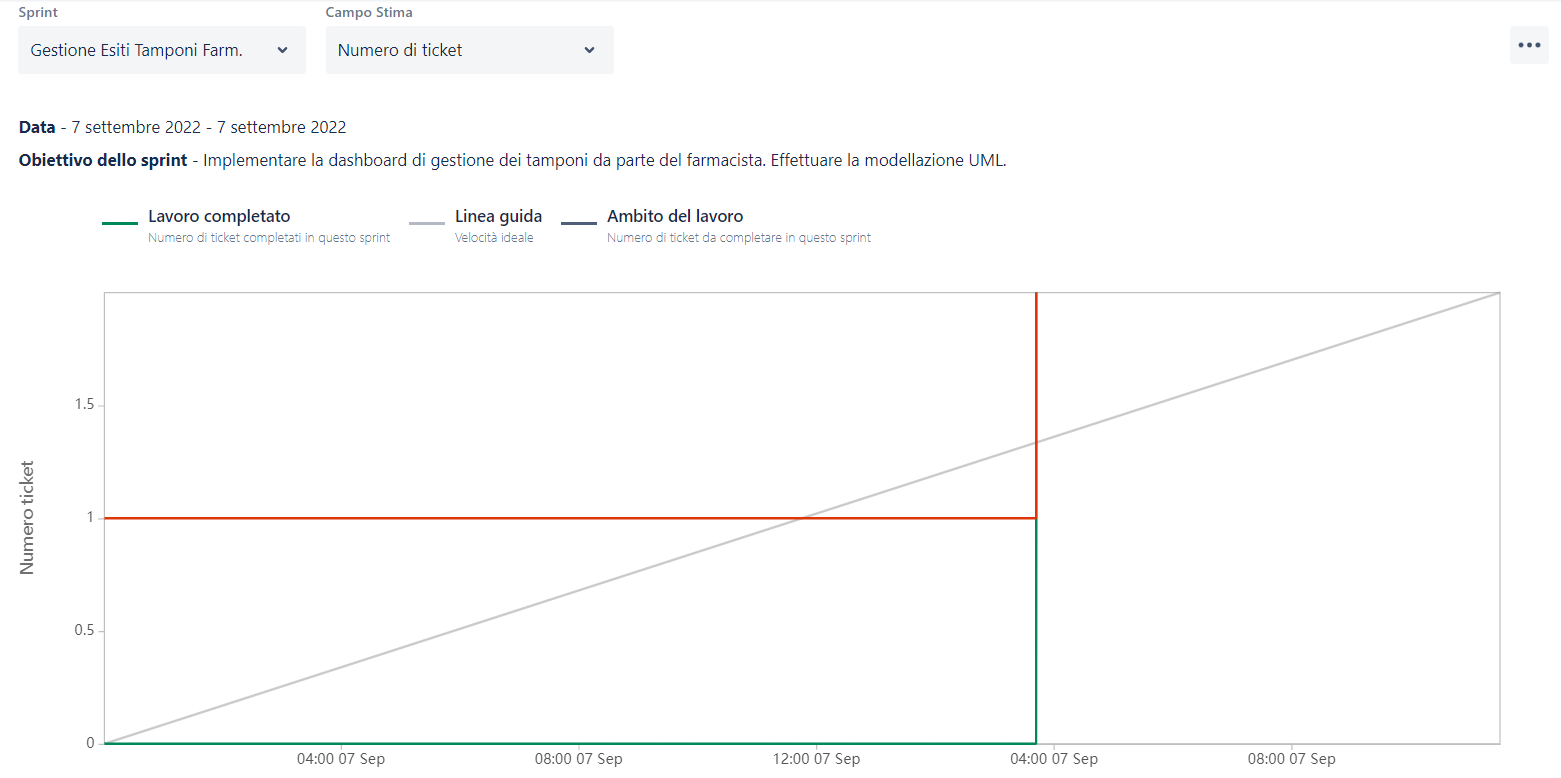 Sprint
Campo Stima
Gestione Esiti Tamponi Farm.
Numero di ticket
Data - 7 settembre 2022 - 7 settembre 2022
Obiettivo dello sprint - Implementare la dashboard di gestione dei tamponi da parte del farmacista. Effettuare la modellazione UML.
Lavoro completato
Numero di ticket completati in questo sprint
Linea guida
Velocità ideale
Ambito del lavoro
Numero di ticket da completare in questo sprint
Numero ticket
1.5
1
0.5
0
04:00 07 Sep
08:00 07 Sep
12:00 07 Sep
04:00 07 Sep
08:00 07 Sep